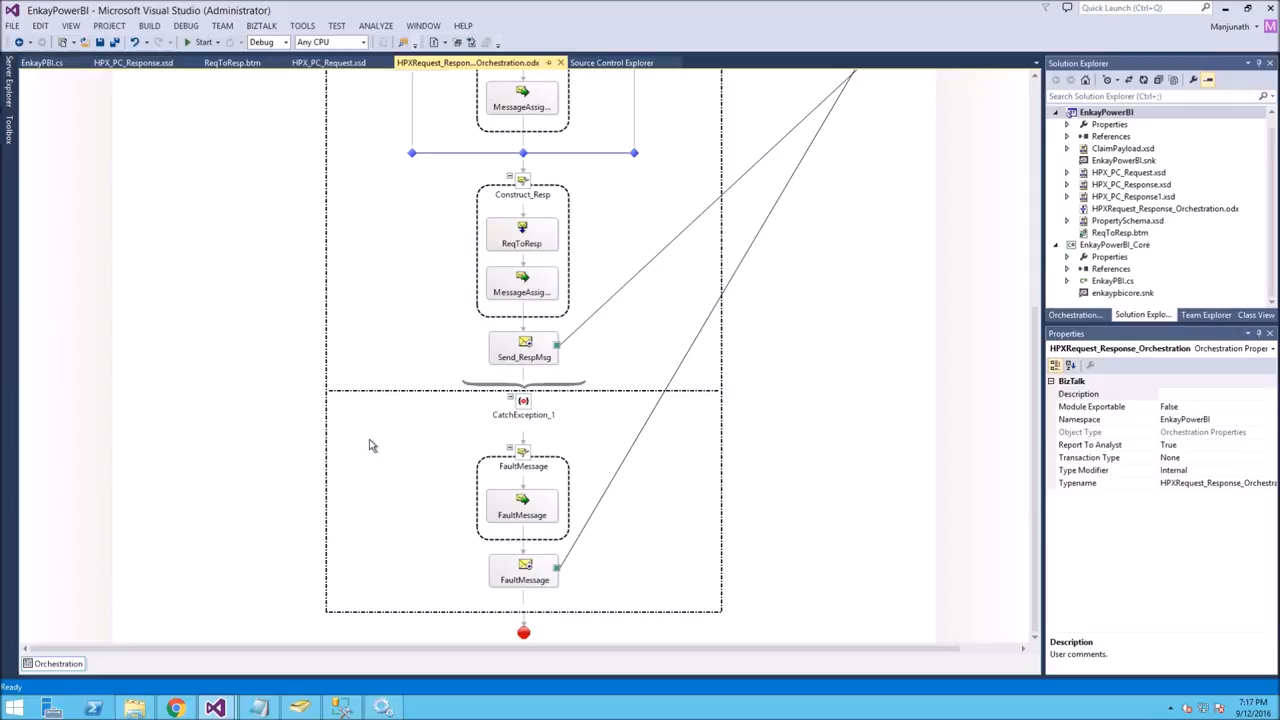 EnkayPowerBI - Microsoft Visual Studio (Administrator)
Quick Launch (Ctrl+;)
FILE EDIT VIEW PROJECT BUILD DEBUG TEAM BIZTALK TOOLS TEST ANALYZE WINDOW HELP
Manjunath M
Start Debug Any CPU
EnkayPBI.cs HPX_PC_Response.xsd ReqToResp.btm HPX_PC_Request.xsd HPXRequest_Respon...Orchestration.odx Source Control Explorer
Server Explorer
Toolbox
MessageAssig...
Construct_Resp
ReqToResp
MessageAssig...
Send_RespMsg
CatchException_1
FaultMessage
FaultMessage
FaultMessage
Orchestration
Solution Explorer
Search Solution Explorer (Ctrl+;)
EnkayPowerBI
Properties
References
ClaimPayload.xsd
EnkayPowerBI.snk
HPX_PC_Request.xsd
HPX_PC_Response.xsd
HPX_PC_Response1.xsd
HPXRequest_Response_Orchestration.odx
PropertySchema.xsd
ReqToResp.btm
EnkayPowerBI_Core
Properties
References
EnkayPBI.cs
enkaypbicore.snk
Orchestration... Solution Explo... Team Explorer Class View
Properties
HPXRequest_Response_Orchestration Orchestration Proper
BizTalk
Description
Module Exportable False
Namespace EnkayPowerBI
Object Type Orchestration Properties
Report To Analyst True
Transaction Type None
Type Modifier Internal
Typename HPXRequest_Response_Orchestra
Description
User comments.
Ready
7:17 PM
9/12/2016